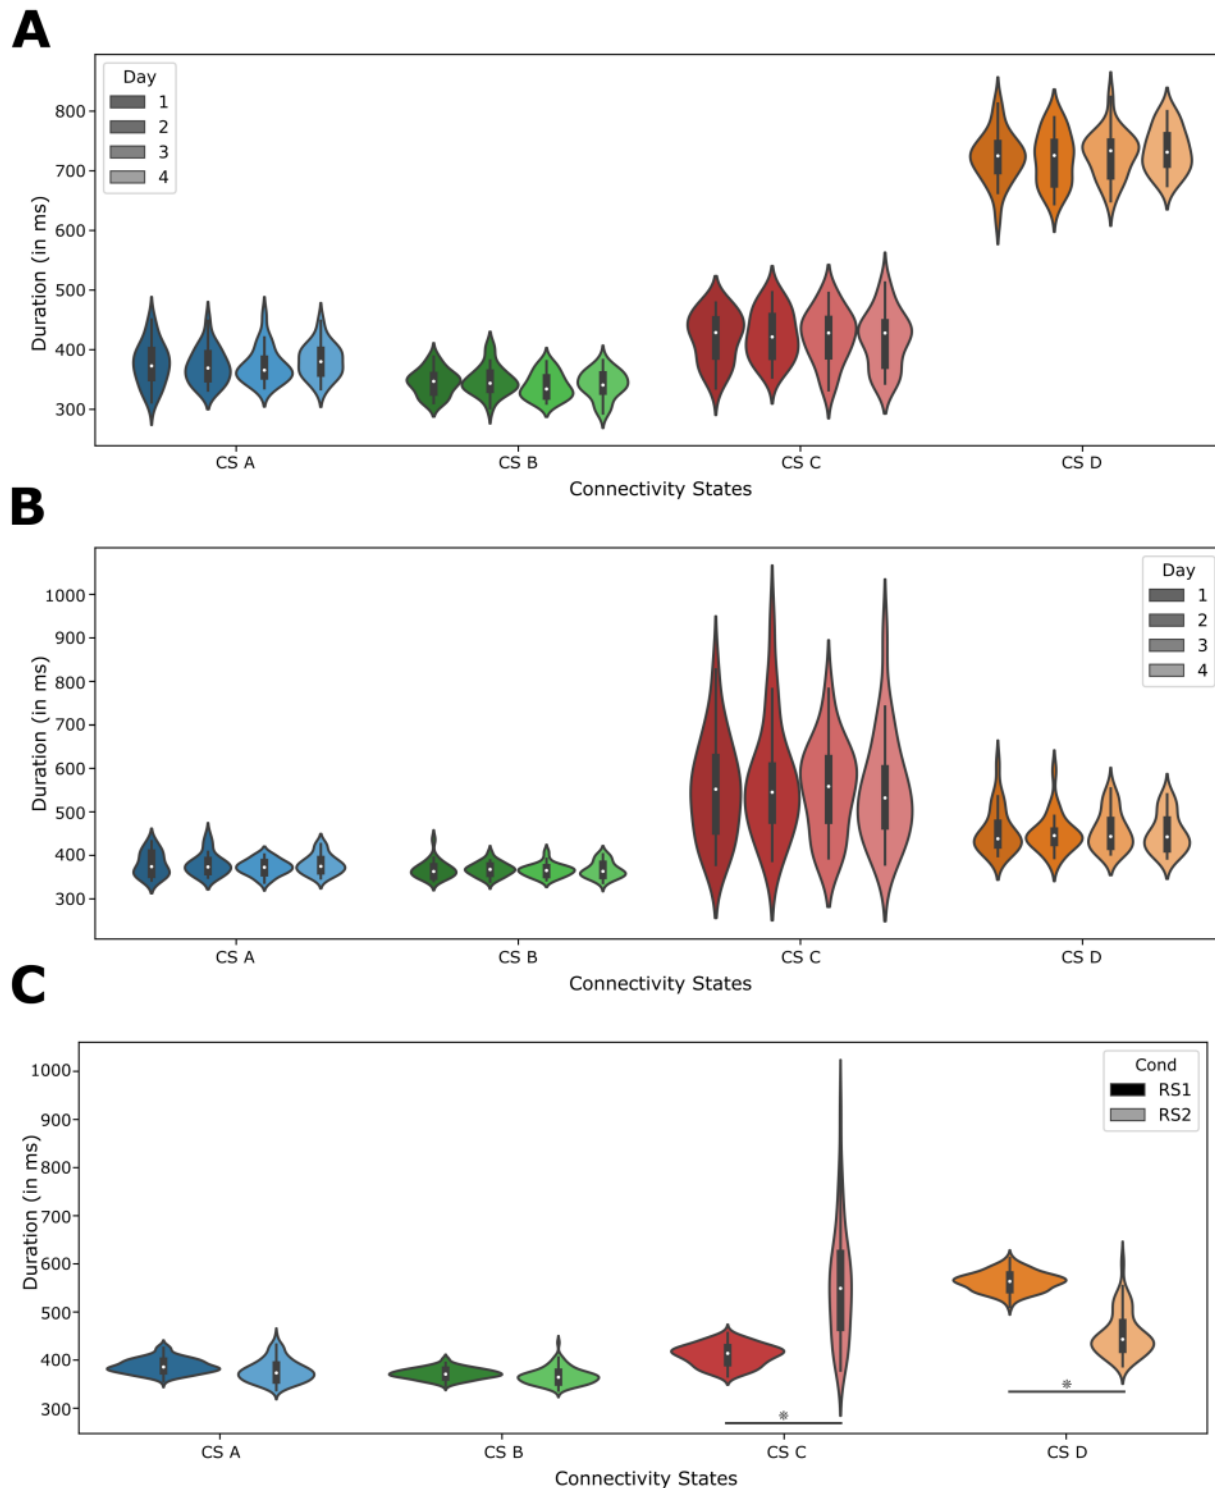 A
Day
1
2
3
4
800
700
600
500
400
300
Duration (in ms)
CS A
CS B
CS C
CS D
Connectivity States
B
Day
1
2
3
4
1000
900
800
700
600
500
400
300
Duration (in ms)
CS A
CS B
CS C
CS D
Connectivity States
C
Cond
RS1
RS2
1000
900
800
700
600
500
400
300
Duration (in ms)
*
*
CS A
CS B
CS C
CS D
Connectivity States